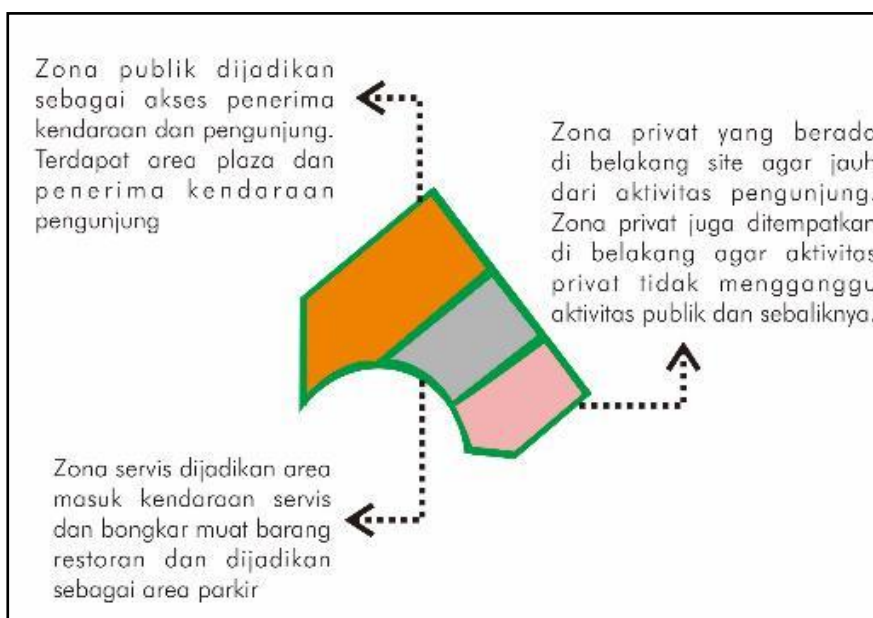 Zona publik dijadikan
sebagai akses penerima
kendaraan dan pengunjung.
Terdapat area plaza dan
penerima kendaraan
pengunjung
Zona privat yang berada
di belakang site agar jauh
dari aktivitas pengunjung.
Zona privat juga ditempatkan
di belakang agar aktivitas
privat tidak mengganggu
aktivitas publik dan sebaliknya.
Zona servis dijadikan area
masuk kendaraan servis
dan bongkar muat barang
restoran dan dijadikan
sebagai area parkir